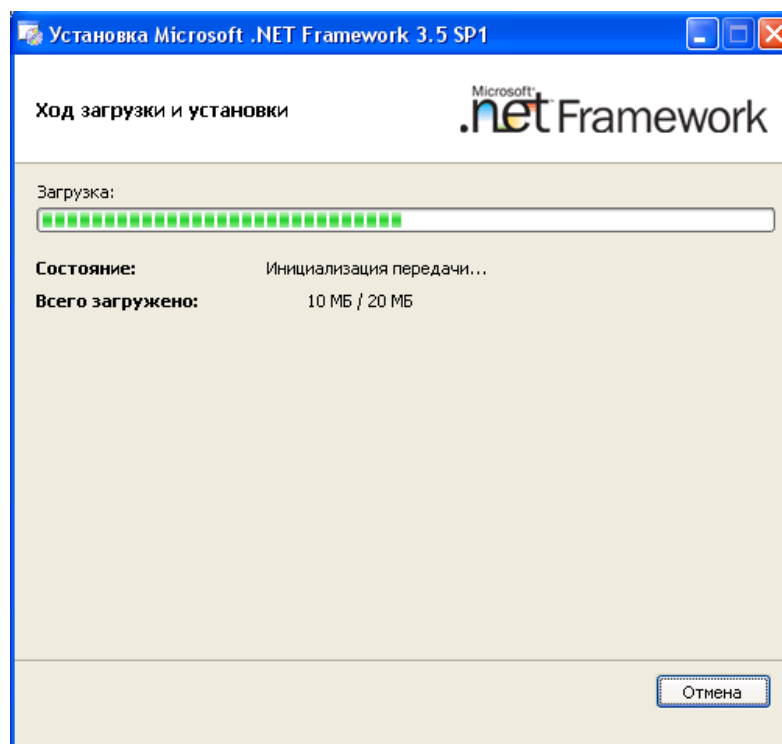 Установка Microsoft .NET Framework 3.5 SP1
Ход загрузки и установки
Microsoft
.net Framework
Загрузка:
Состояние: Инициализация передачи...
Всего загружено: 10 МБ / 20 МБ
Отмена